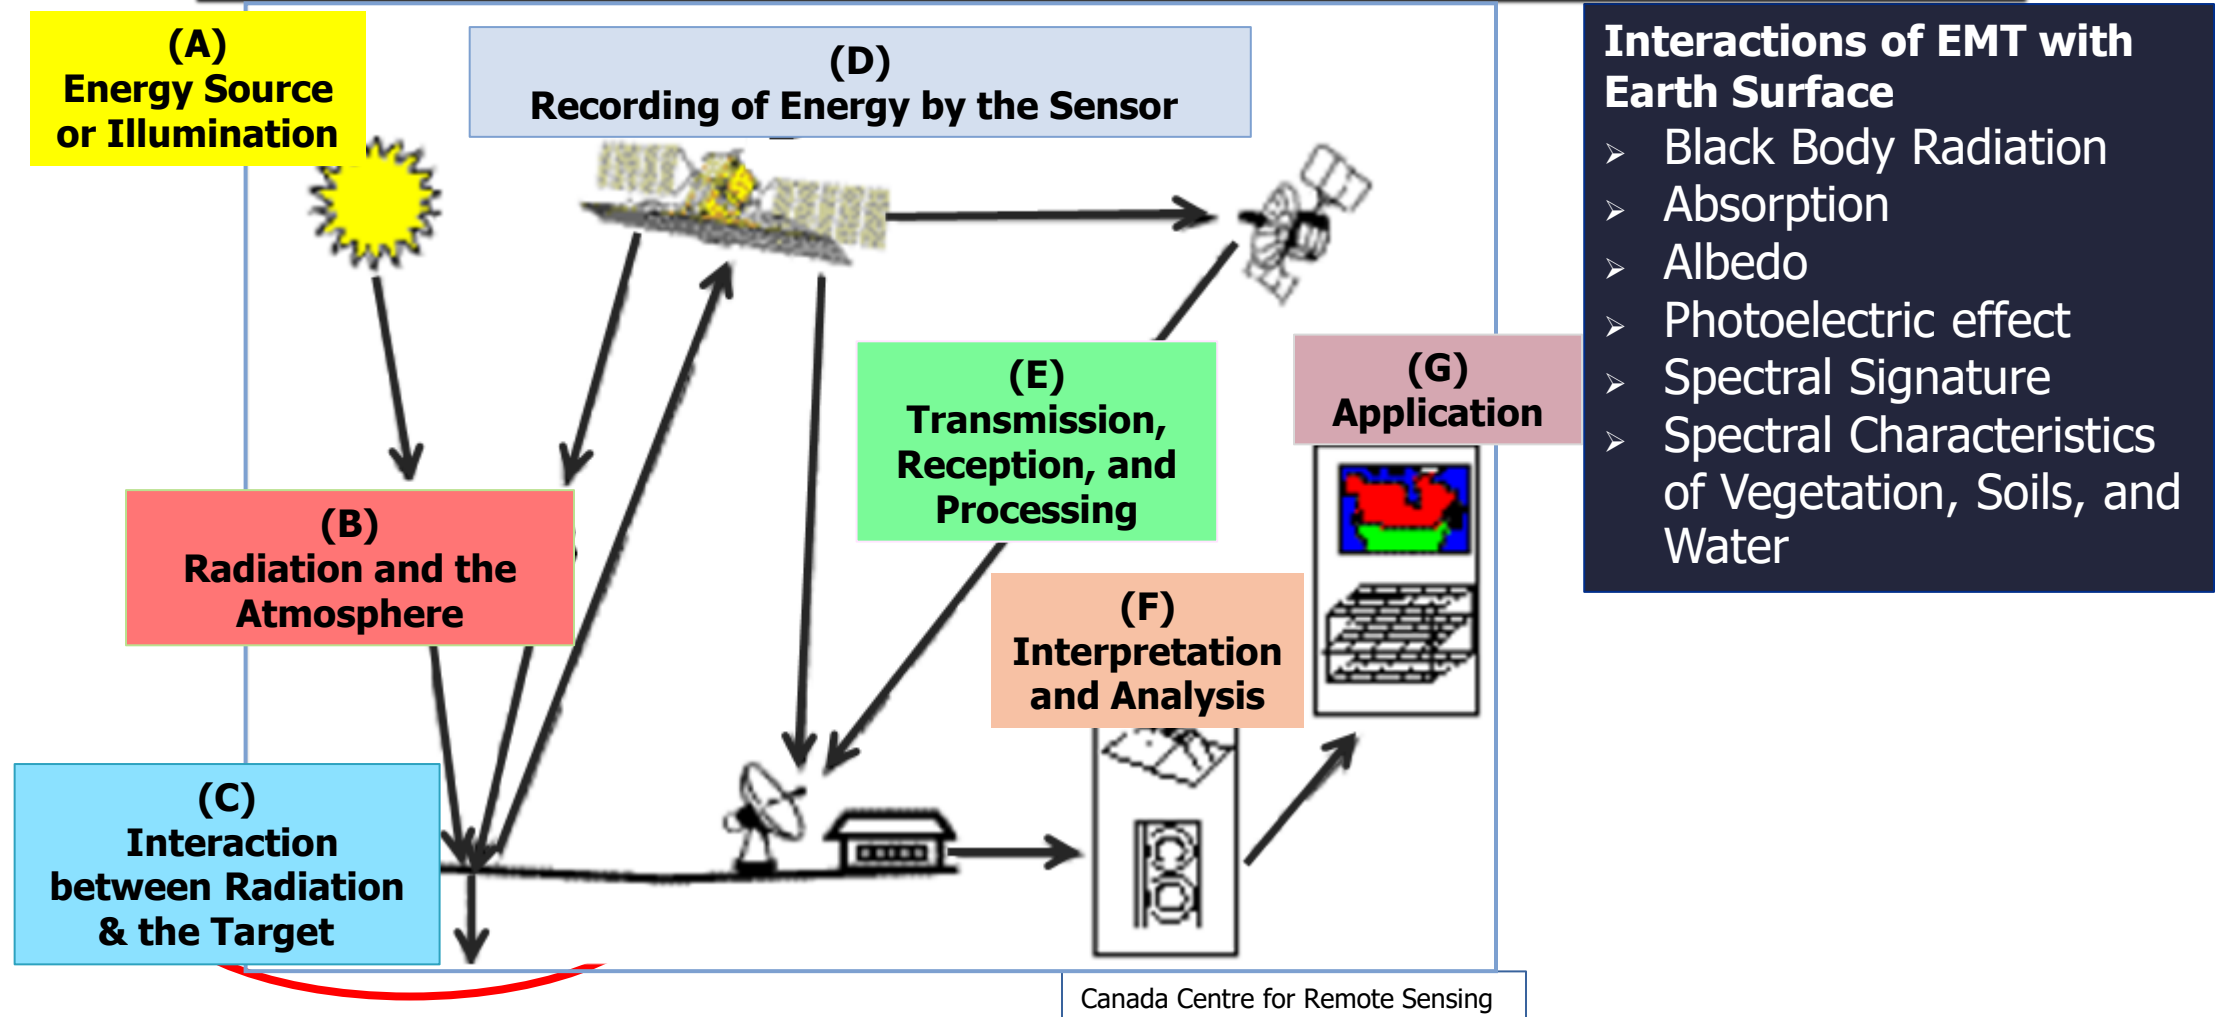 (A)
Energy Source
or Illumination
(D)
Recording of Energy by the Sensor
Interactions of EMT with
Earth Surface
➢ Black Body Radiation
➢ Absorption
➢ Albedo
➢ Photoelectric effect
➢ Spectral Signature
➢ Spectral Characteristics
of Vegetation, Soils, and
Water
(E)
Transmission,
Reception, and
Processing
(G)
Application
(B)
Radiation and the
Atmosphere
(F)
Interpretation
and Analysis
(C)
Interaction
between Radiation
& the Target
Canada Centre for Remote Sensing